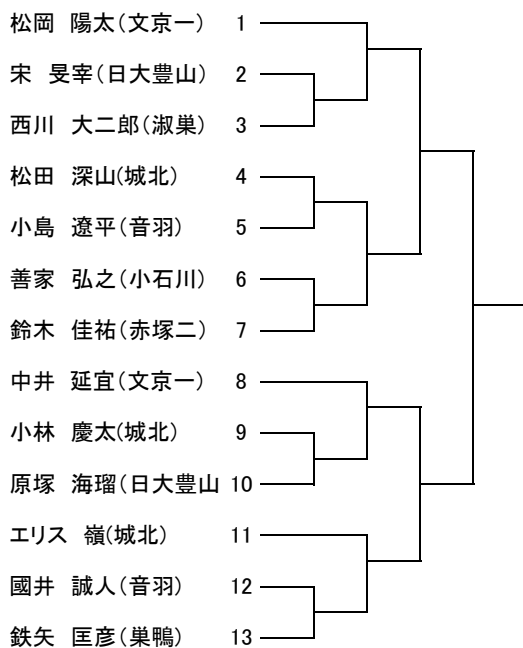 松岡 陽太(文京一) 1
宋 旻宰(日大豊山) 2
西川 大二郎(淑巣) 3
松田 深山(城北) 4
小島 遼平(音羽) 5
善家 弘之(小石川) 6
鈴木 佳祐(赤塚二) 7
中井 延宜(文京一) 8
小林 慶太(城北) 9
原塚 海瑠(日大豊山 10
エリス 嶺(城北) 11
國井 誠人(音羽) 12
鉄矢 匡彦(巣鴨) 13